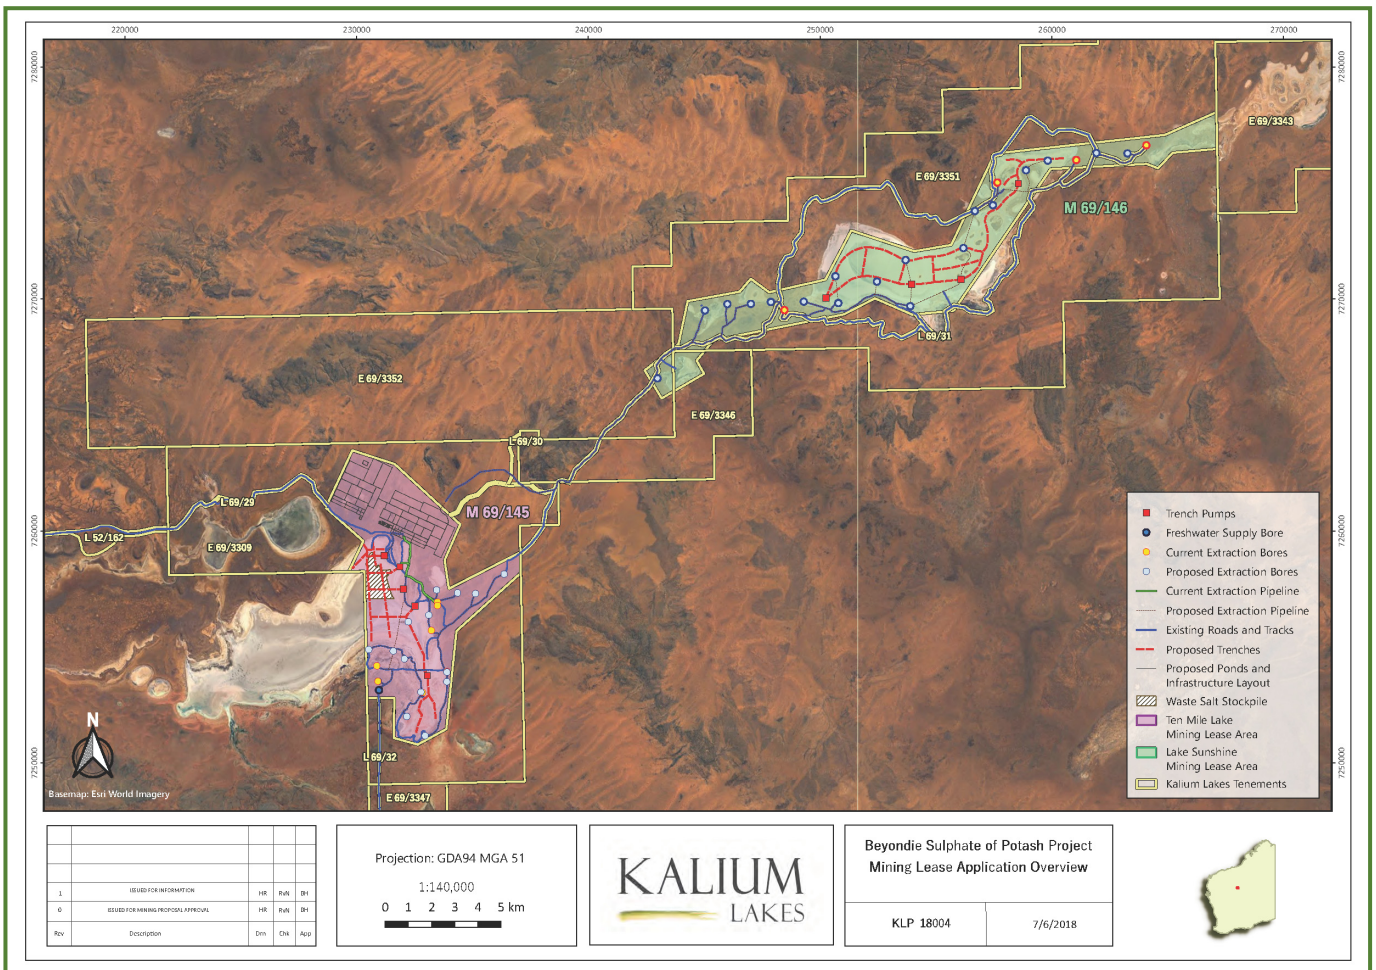 220000
230000
240000
250000
260000
270000
7280000
7280000
E 69/3343
E 69/3351
M 69/146
7270000
7270000
L 69/31
E 69/3352
E 69/3346
L 69/30
L 69/29
M 69/145
7260000
7260000
L 52/162
E 69/3309
7250000
7250000
L 69/32
E 69/3347
N
Basemap: Esri World Imagery
Trench Pumps
Freshwater Supply Bore
Current Extraction Bores
Proposed Extraction Bores
Current Extraction Pipeline
Proposed Extraction Pipeline
Existing Roads and Tracks
Proposed Trenches
Proposed Ponds and
Infrastructure Layout
Waste Salt Stockpile
Ten Mile Lake
Mining Lease Area
Lake Sunshine
Mining Lease Area
Kalium Lakes Tenements
1 ISSUED FOR INFORMATION HR RvN BH
0 ISSUED FOR MINING PROPOSAL APPROVAL HR RvN BH
Rev Description Drn Chk App
Projection: GDA94 MGA 51
1:140,000
0 1 2 3 4 5 km
KALIUM
LAKES
Beyondie Sulphate of Potash Project
Mining Lease Application Overview
KLP 18004
7/6/2018